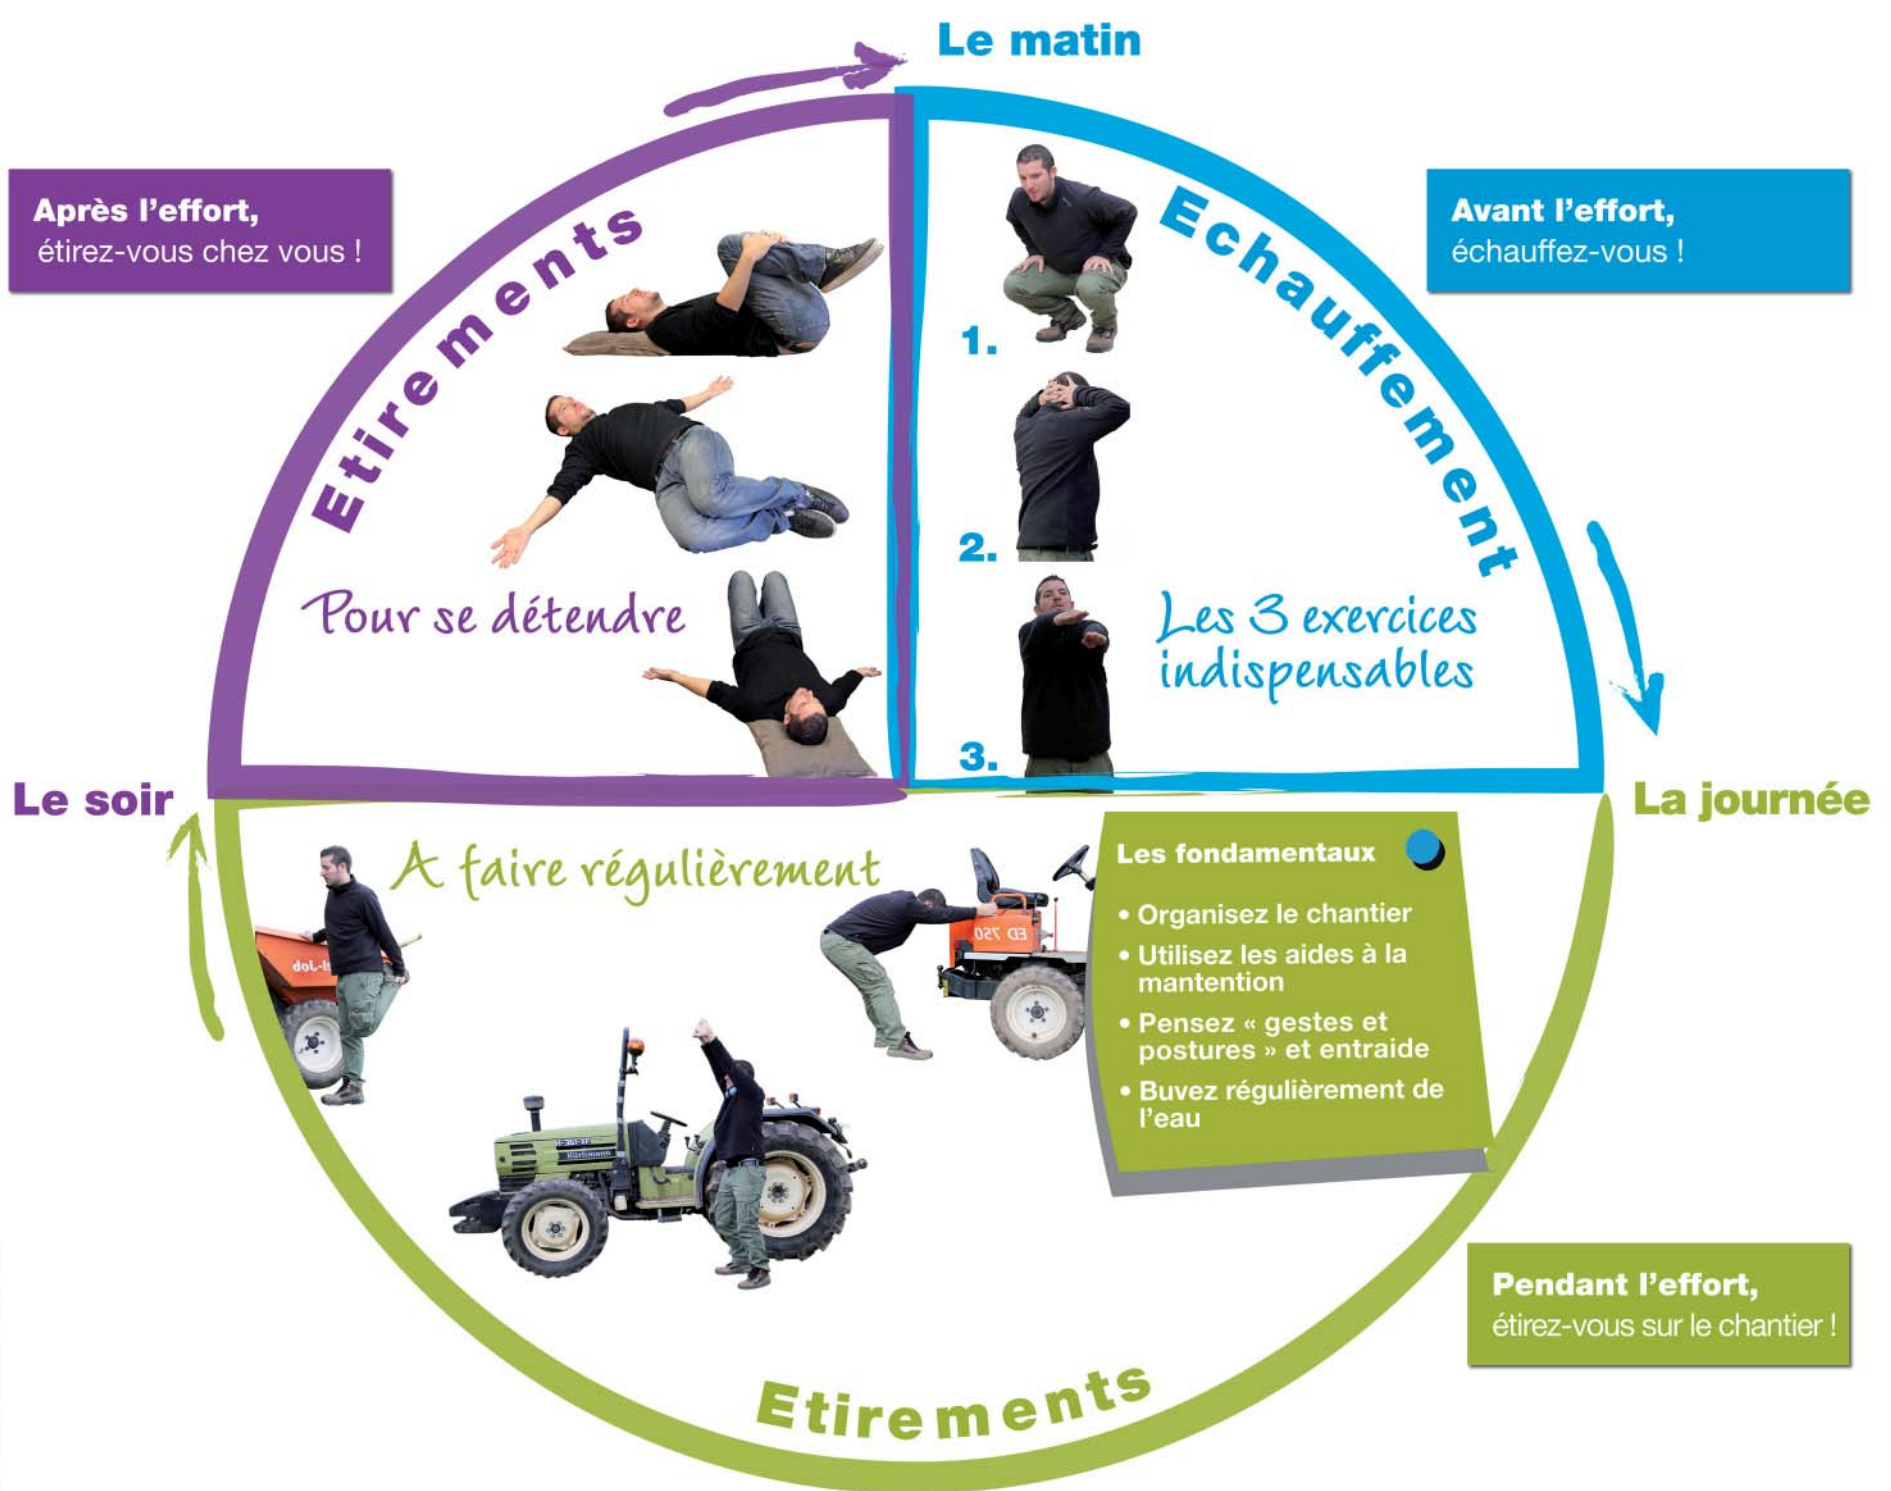 Le matin
Après l'effort,
étirez-vous chez vous !
Avant l'effort,
échauffez-vous !
Etirements
Echauffement
1.
2.
3.
Pour se détendre
Les 3 exercices
indispensables
Le soir
La journée
A faire régulièrement
Les fondamentaux
• Organisez le chantier
• Utilisez les aides à la
mantention
• Pensez « gestes et
postures » et entraide
• Buvez régulièrement de
l'eau
ED 750
Pendant l'effort,
étirez-vous sur le chantier !
Etirements